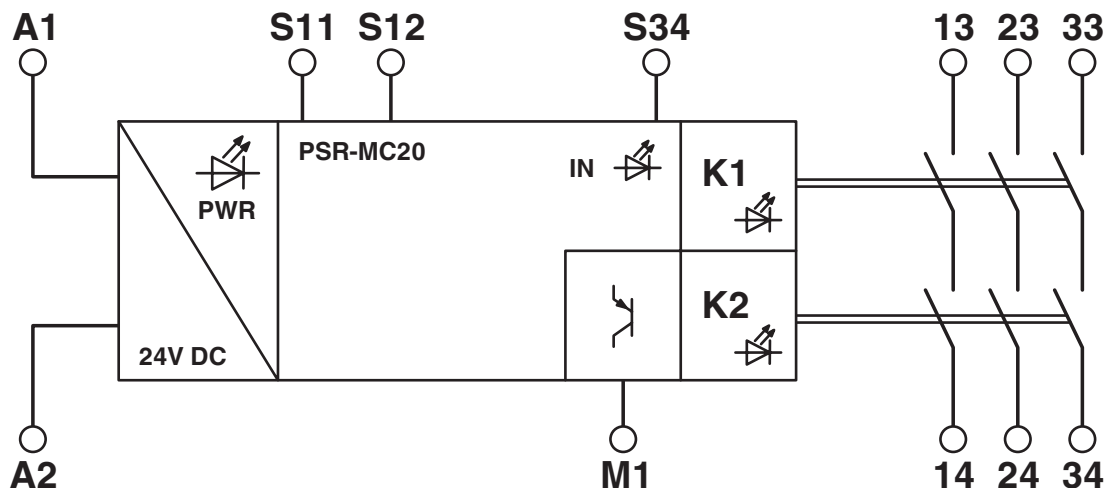 A1 S11 S12 S34 13 23 33
PSR-MC20
IN
K1
PWR
K2
24V DC
A2 M1 14 24 34